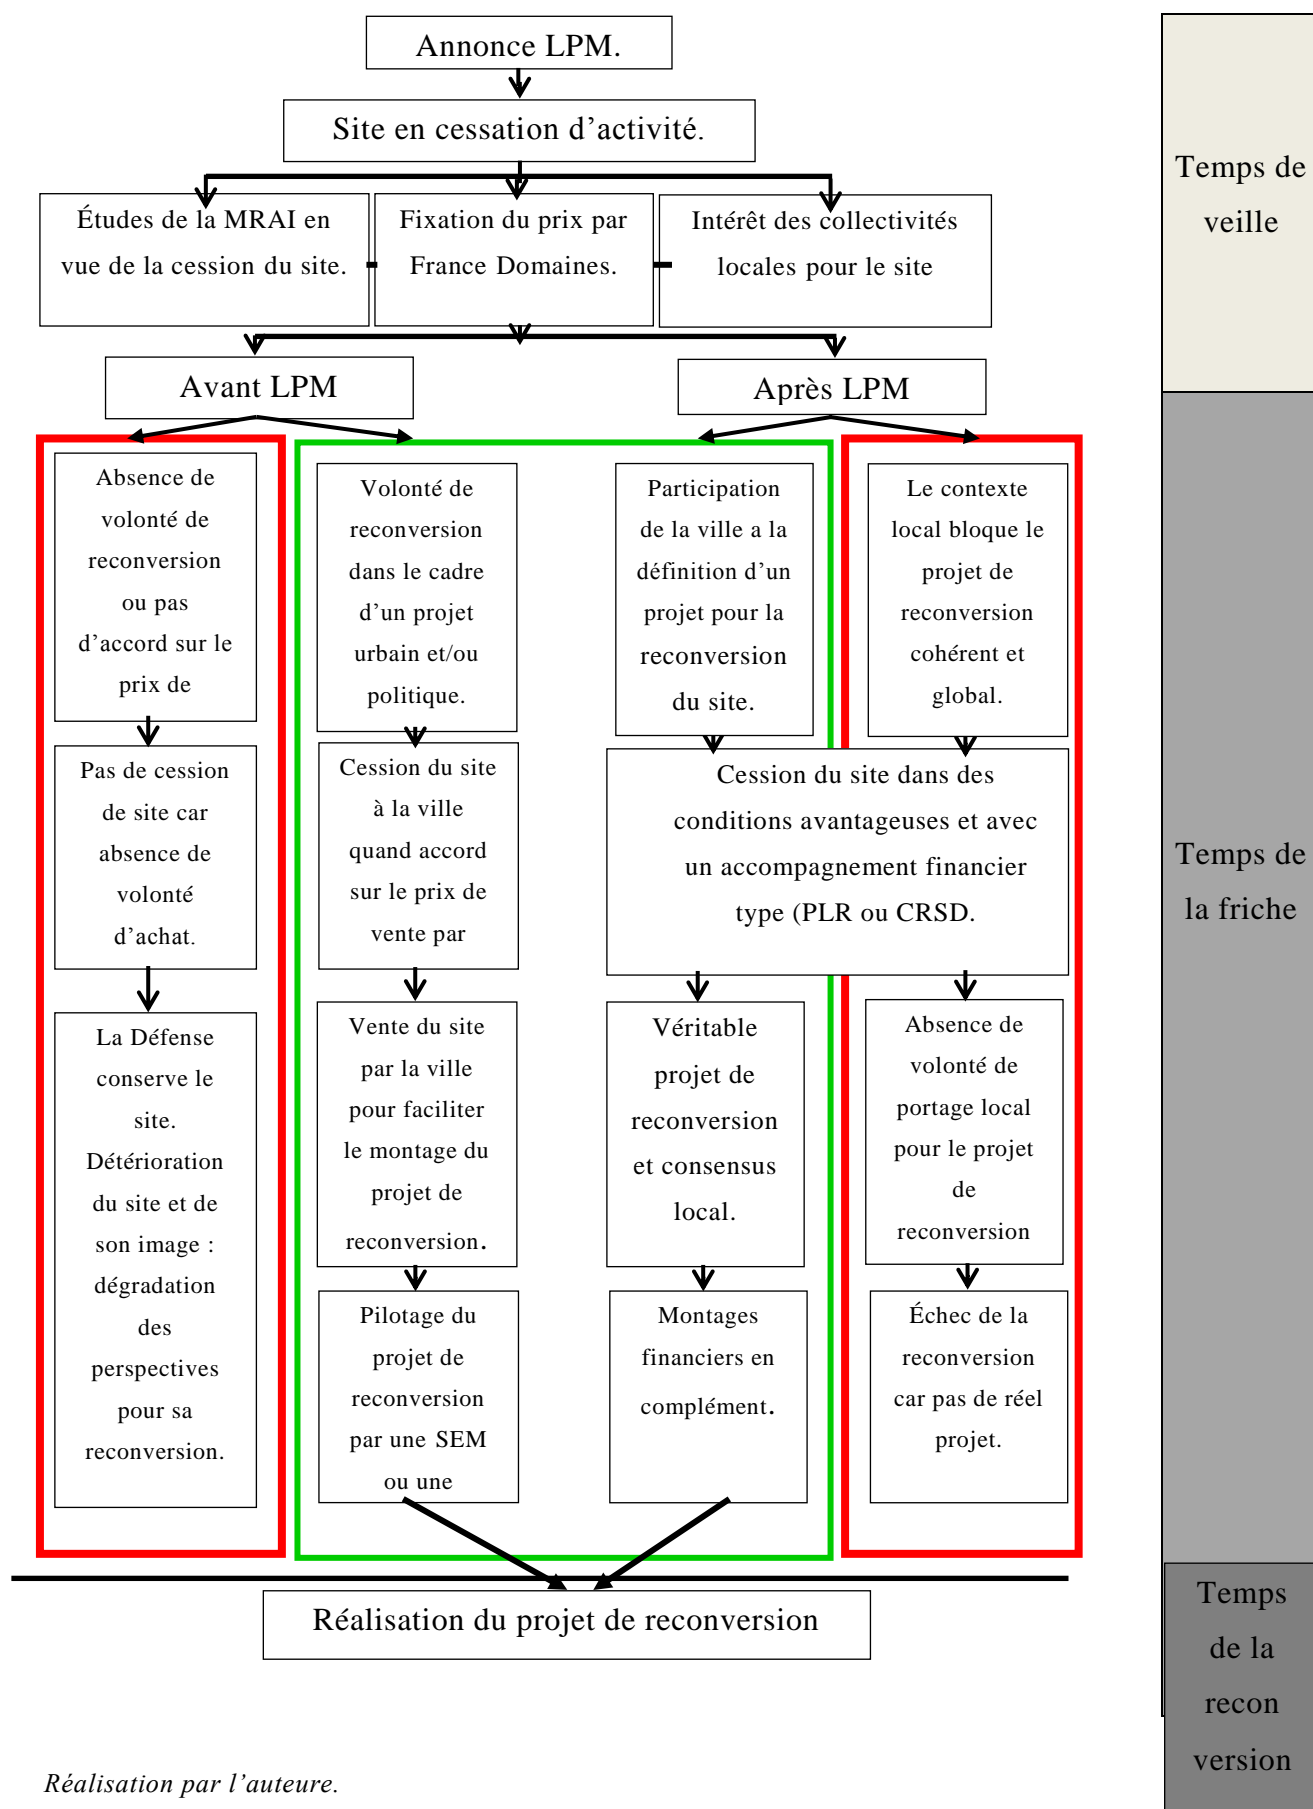 Annonce LPM.
Site en cessation d’activité.
Études de la MRAI en
vue de la cession du site.
Fixation du prix par
France Domaines.
Intérêt des collectivités
locales pour le site
Avant LPM
Après LPM
Absence de
volonté de
reconversion
ou pas
d’accord sur le
prix de
Pas de cession
de site car
absence de
volonté
d’achat.
La Défense
conserve le
site.
Détérioration
du site et de
son image :
dégradation
des
perspectives
pour sa
reconversion.
Volonté de
reconversion
dans le cadre
d’un projet
urbain et/ou
politique.
Cession du site
à la ville
quand accord
sur le prix de
vente par
Vente du site
par la ville
pour faciliter
le montage du
projet de
reconversion.
Pilotage du
projet de
reconversion
par une SEM
ou une
Participation
de la ville a la
définition d’un
projet pour la
reconversion
du site.
Le contexte
local bloque le
projet de
reconversion
cohérent et
global.
Cession du site dans des
conditions avantageuses et avec
un accompagnement financier
type (PLR ou CRSD.
Véritable
projet de
reconversion
et consensus
local.
Montages
financiers en
complément.
Absence de
volonté de
portage local
pour le projet
de
reconversion
Échec de la
reconversion
car pas de réel
projet.
Réalisation du projet de reconversion
Temps de
veille
Temps de
la friche
Temps
de la
recon
version
Réalisation par l’auteure.